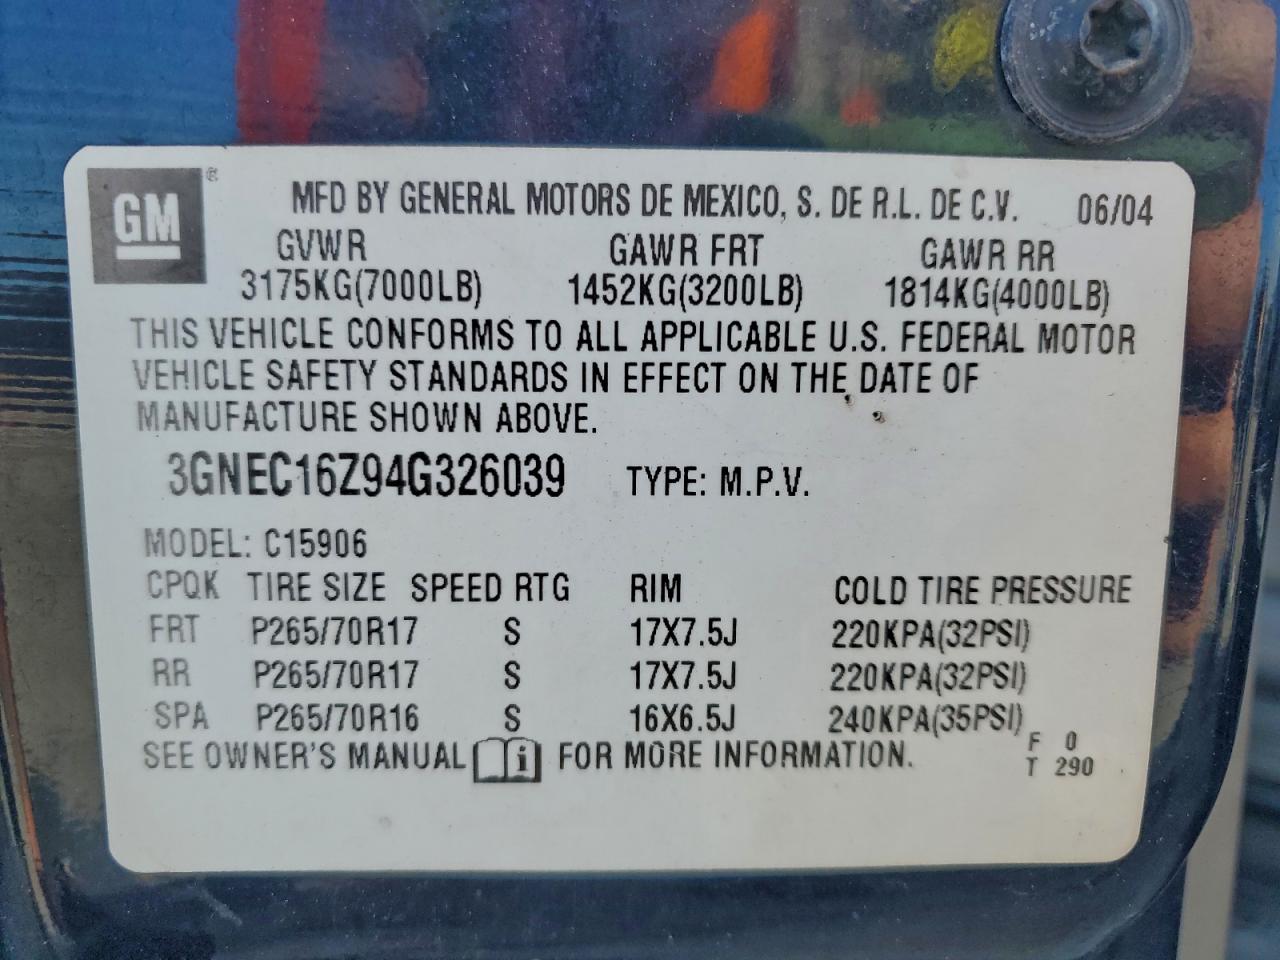 GM ® MFD BY GENERAL MOTORS DE MEXICO, S. DE R.L. DE C.V. 06/04
GVWR GAWR FRT GAWR RR
3175KG(7000LB) 1452KG(3200LB) 1814KG(4000LB)
THIS VEHICLE CONFORMS TO ALL APPLICABLE U.S. FEDERAL MOTOR
VEHICLE SAFETY STANDARDS IN EFFECT ON THE DATE OF
MANUFACTURE SHOWN ABOVE.
3GNEC16Z94G326039 TYPE: M.P.V.
MODEL: C15906
CPQK TIRE SIZE SPEED RTG RIM COLD TIRE PRESSURE
FRT P265/70R17 S 17X7.5J 220KPA(32PSI)
RR P265/70R17 S 17X7.5J 220KPA(32PSI)
SPA P265/70R16 S 16X6.5J 240KPA(35PSI)
SEE OWNER'S MANUAL i FOR MORE INFORMATION.
F 0
T 290